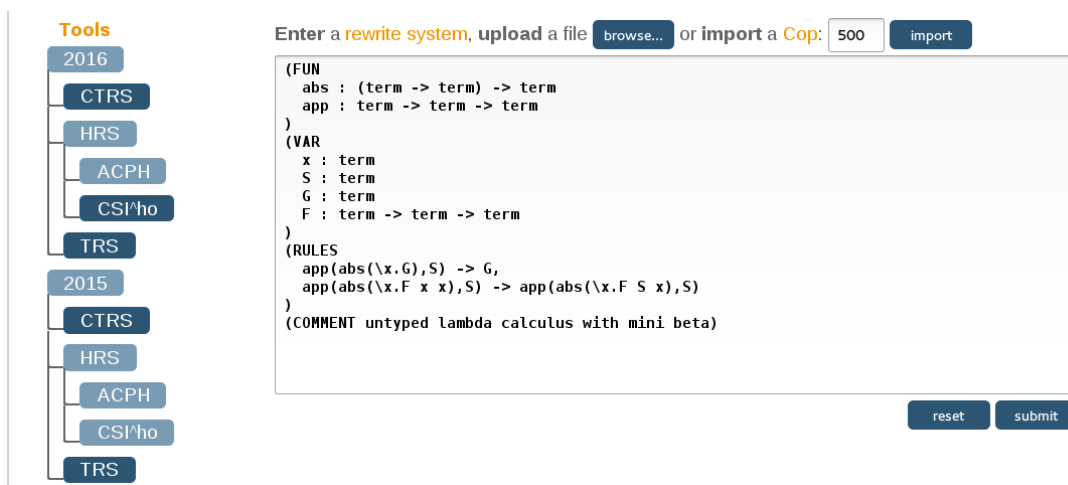 Tools
2016
CTRS
HRS
ACPH
CSI^ho
TRS
2015
CTRS
HRS
ACPH
CSI^ho
TRS
Enter a rewrite system, upload a file browse... or import a Cop: 500 import
(FUN
  abs : (term -> term) -> term
  app : term -> term -> term
)
(VAR
  x : term
  S : term
  G : term
  F : term -> term -> term
)
(RULES
  app(abs(\x.G),S) -> G,
  app(abs(\x.F x x),S) -> app(abs(\x.F S x),S)
)
(COMMENT untyped lambda calculus with mini beta)
reset submit